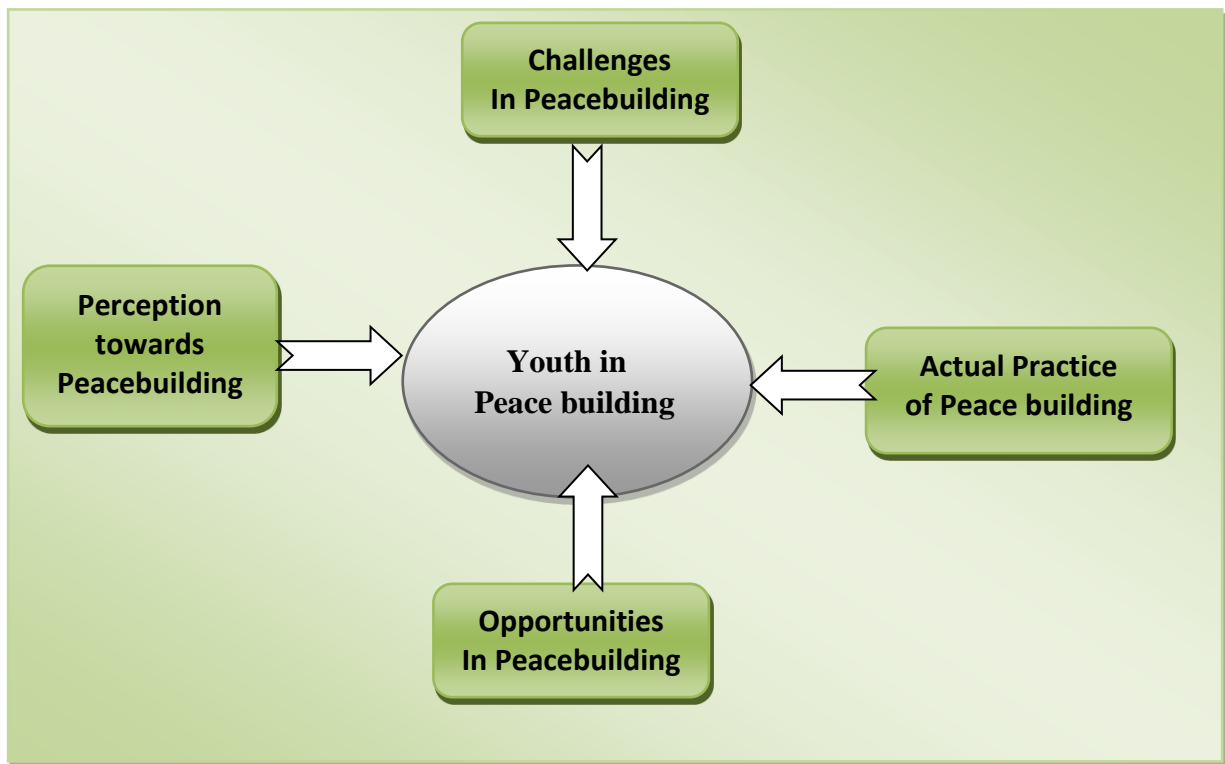 Challenges
In Peacebuilding
Perception
towards
Peacebuilding
Youth in
Peace building
Actual Practice
of Peace building
Opportunities
In Peacebuilding